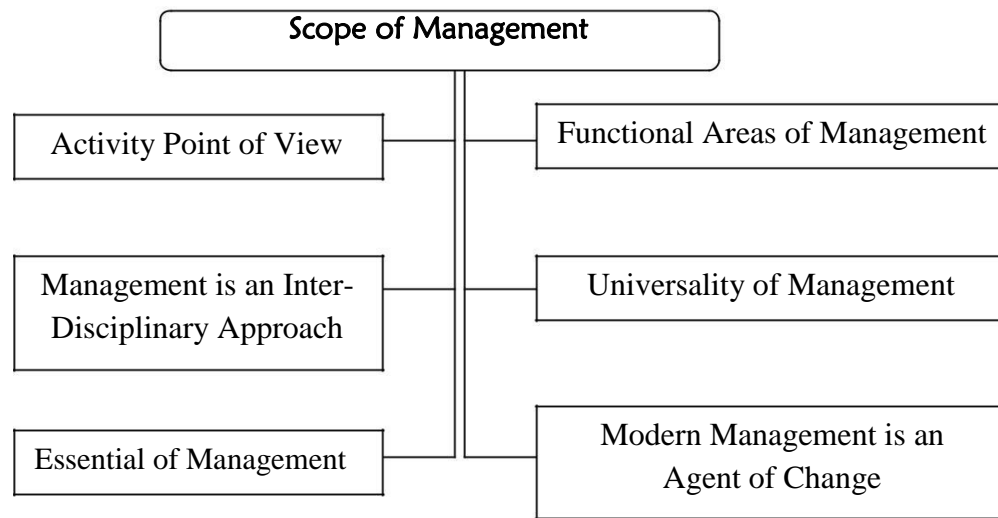 Scope of Management
Activity Point of View
Functional Areas of Management
Management is an Inter-
Disciplinary Approach
Universality of Management
Essential of Management
Modern Management is an
Agent of Change